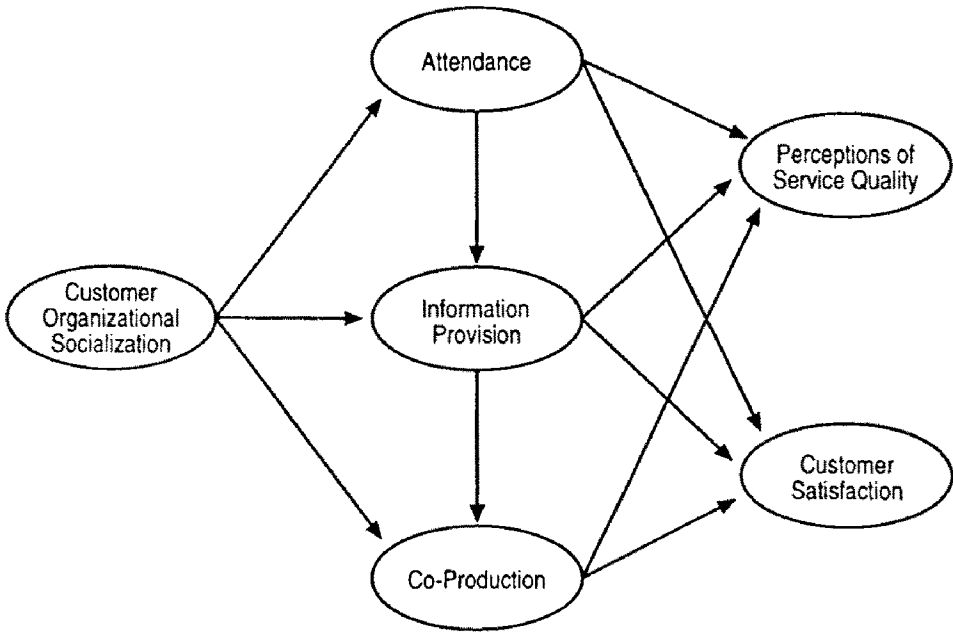 Attendance
Perceptions of
Service Quality
Customer
Organizational
Socialization
Information
Provision
Customer
Satisfaction
Co-Production